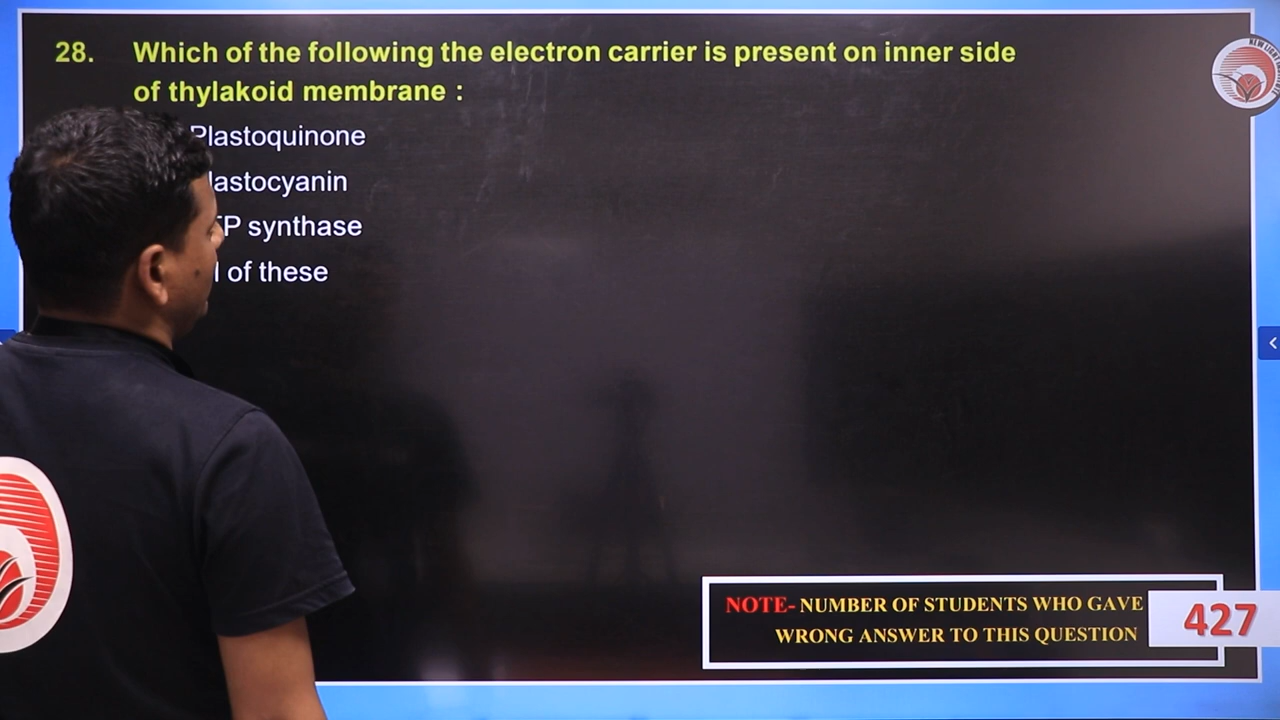 28. Which of the following the electron carrier is present on inner side
of thylakoid membrane :
Plastoquinone
lastocyanin
P synthase
of these
NOTE- NUMBER OF STUDENTS WHO GAVE
WRONG ANSWER TO THIS QUESTION
427